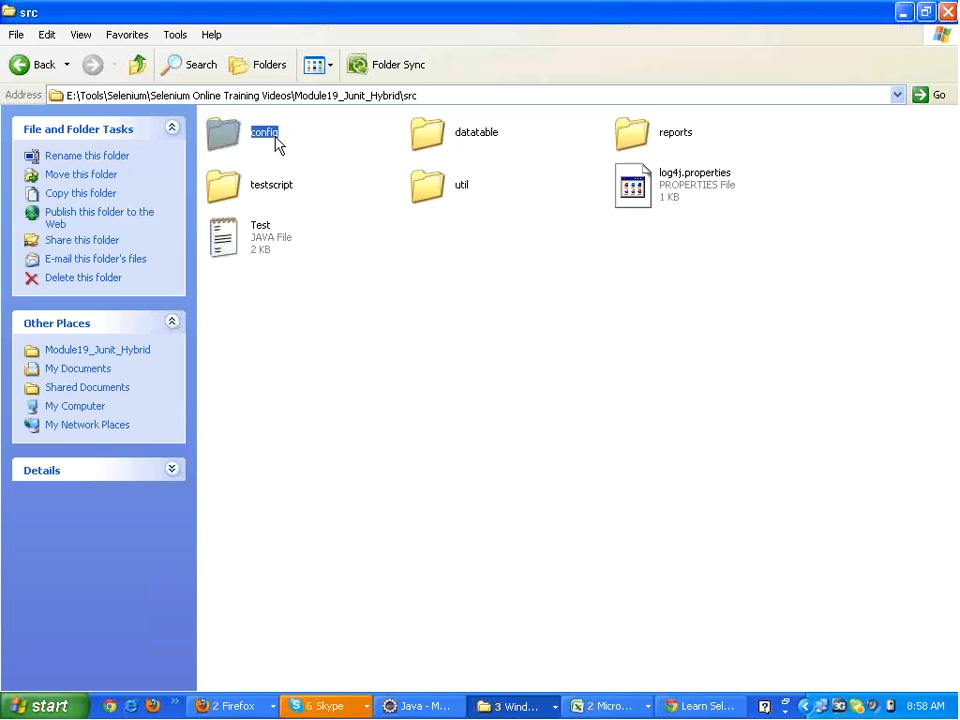 src
File Edit View Favorites Tools Help
Back Search Folders Folder Sync
Address E:\Tools\Selenium\Selenium Online Training Videos\Module19_Junit_Hybrid\src Go
File and Folder Tasks
Rename this folder
Move this folder
Copy this folder
Publish this folder to the
Web
Share this folder
E-mail this folder's files
Delete this folder
Other Places
Module19_Junit_Hybrid
My Documents
Shared Documents
My Computer
My Network Places
Details
config
datatable
reports
testscript
util
log4j.properties
PROPERTIES File
1 KB
Test
JAVA File
2 KB
start 2 Firefox 6 Skype Java - M... 3 Wind... 2 Micro... Learn Sel... 8:58 AM